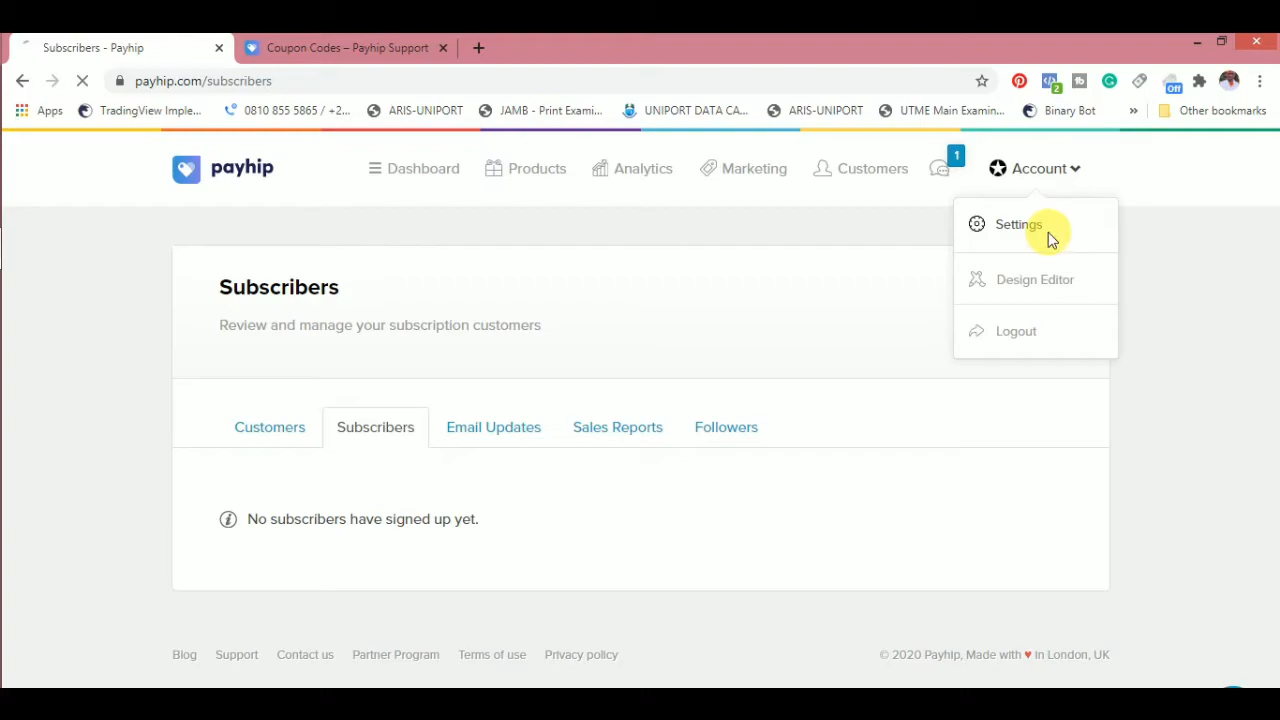 Subscribers - Payhip
Coupon Codes – Payhip Support
payhip.com/subscribers
2
Off
Apps
TradingView Imple...
0810 855 5865 / +2...
ARIS-UNIPORT
JAMB - Print Exami...
UNIPORT DATA CA...
ARIS-UNIPORT
UTME Main Examin...
Binary Bot
»
Other bookmarks
payhip
Dashboard
Products
Analytics
Marketing
Customers
1
Account
Settings
Design Editor
Logout
Subscribers
Review and manage your subscription customers
Customers
Subscribers
Email Updates
Sales Reports
Followers
No subscribers have signed up yet.
Blog
Support
Contact us
Partner Program
Terms of use
Privacy policy
© 2020 Payhip, Made with ♥ in London, UK